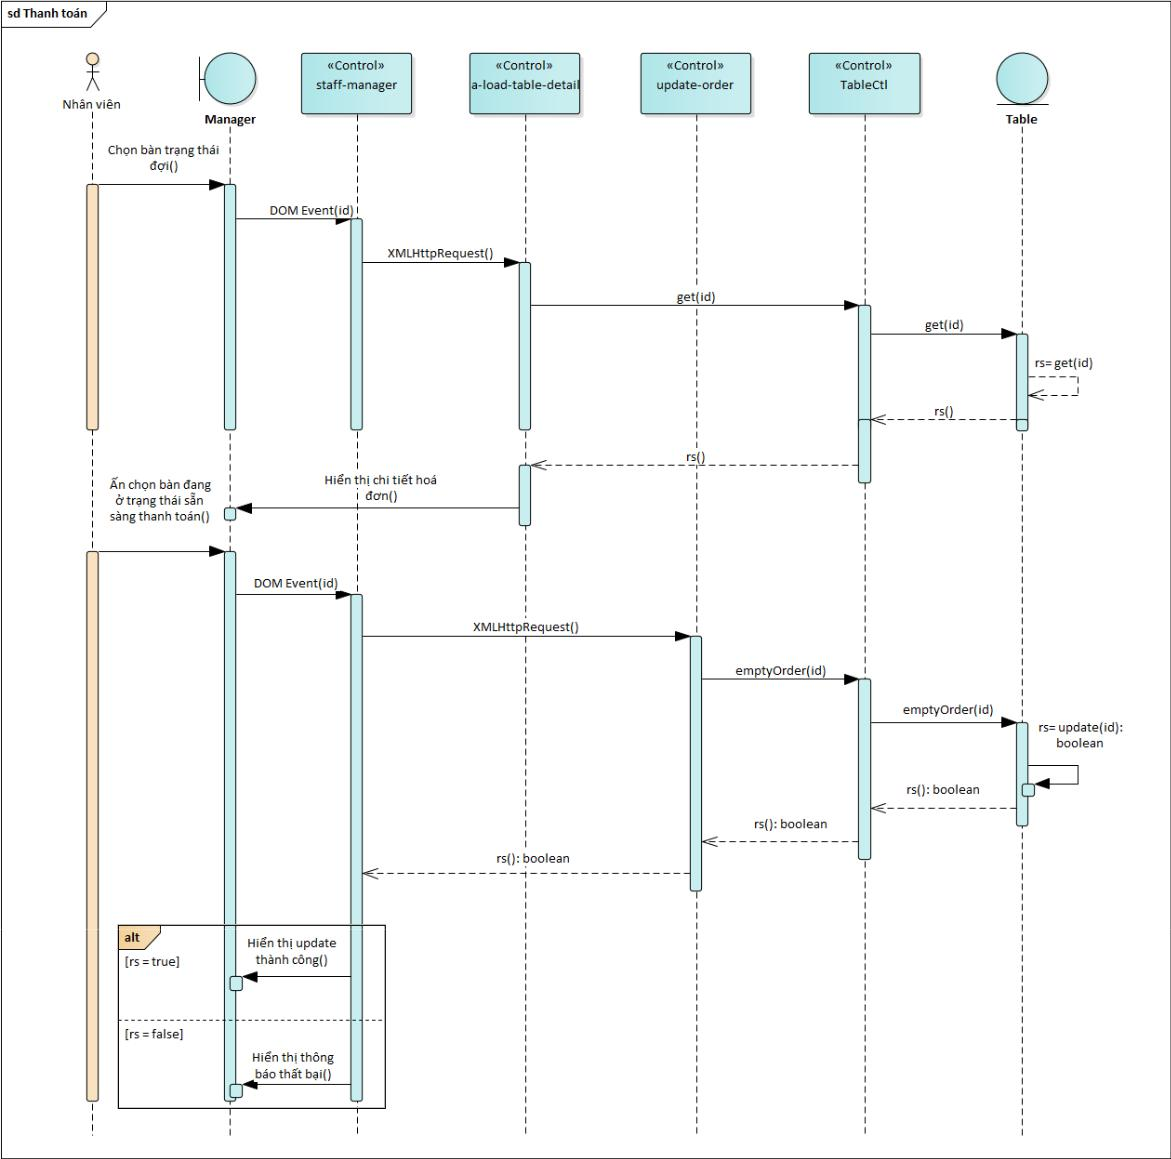 sd Thanh toán
Nhân viên
Manager
«Control»
staff-manager
«Control»
a-load-table-detail
«Control»
update-order
«Control»
TableCtl
Table
Chọn bàn trạng thái
đợi()
DOM Event(id)
XMLHttpRequest()
get(id)
get(id)
rs= get(id)
rs()
rs()
Hiển thị chi tiết hoá
đơn()
Ấn chọn bàn đang
ở trạng thái sẵn
sàng thanh toán()
DOM Event(id)
XMLHttpRequest()
emptyOrder(id)
emptyOrder(id)
rs= update(id):
boolean
rs(): boolean
rs(): boolean
rs(): boolean
alt
Hiển thị update
thành công()
[rs = true]
[rs = false]
Hiển thị thông
báo thất bại()